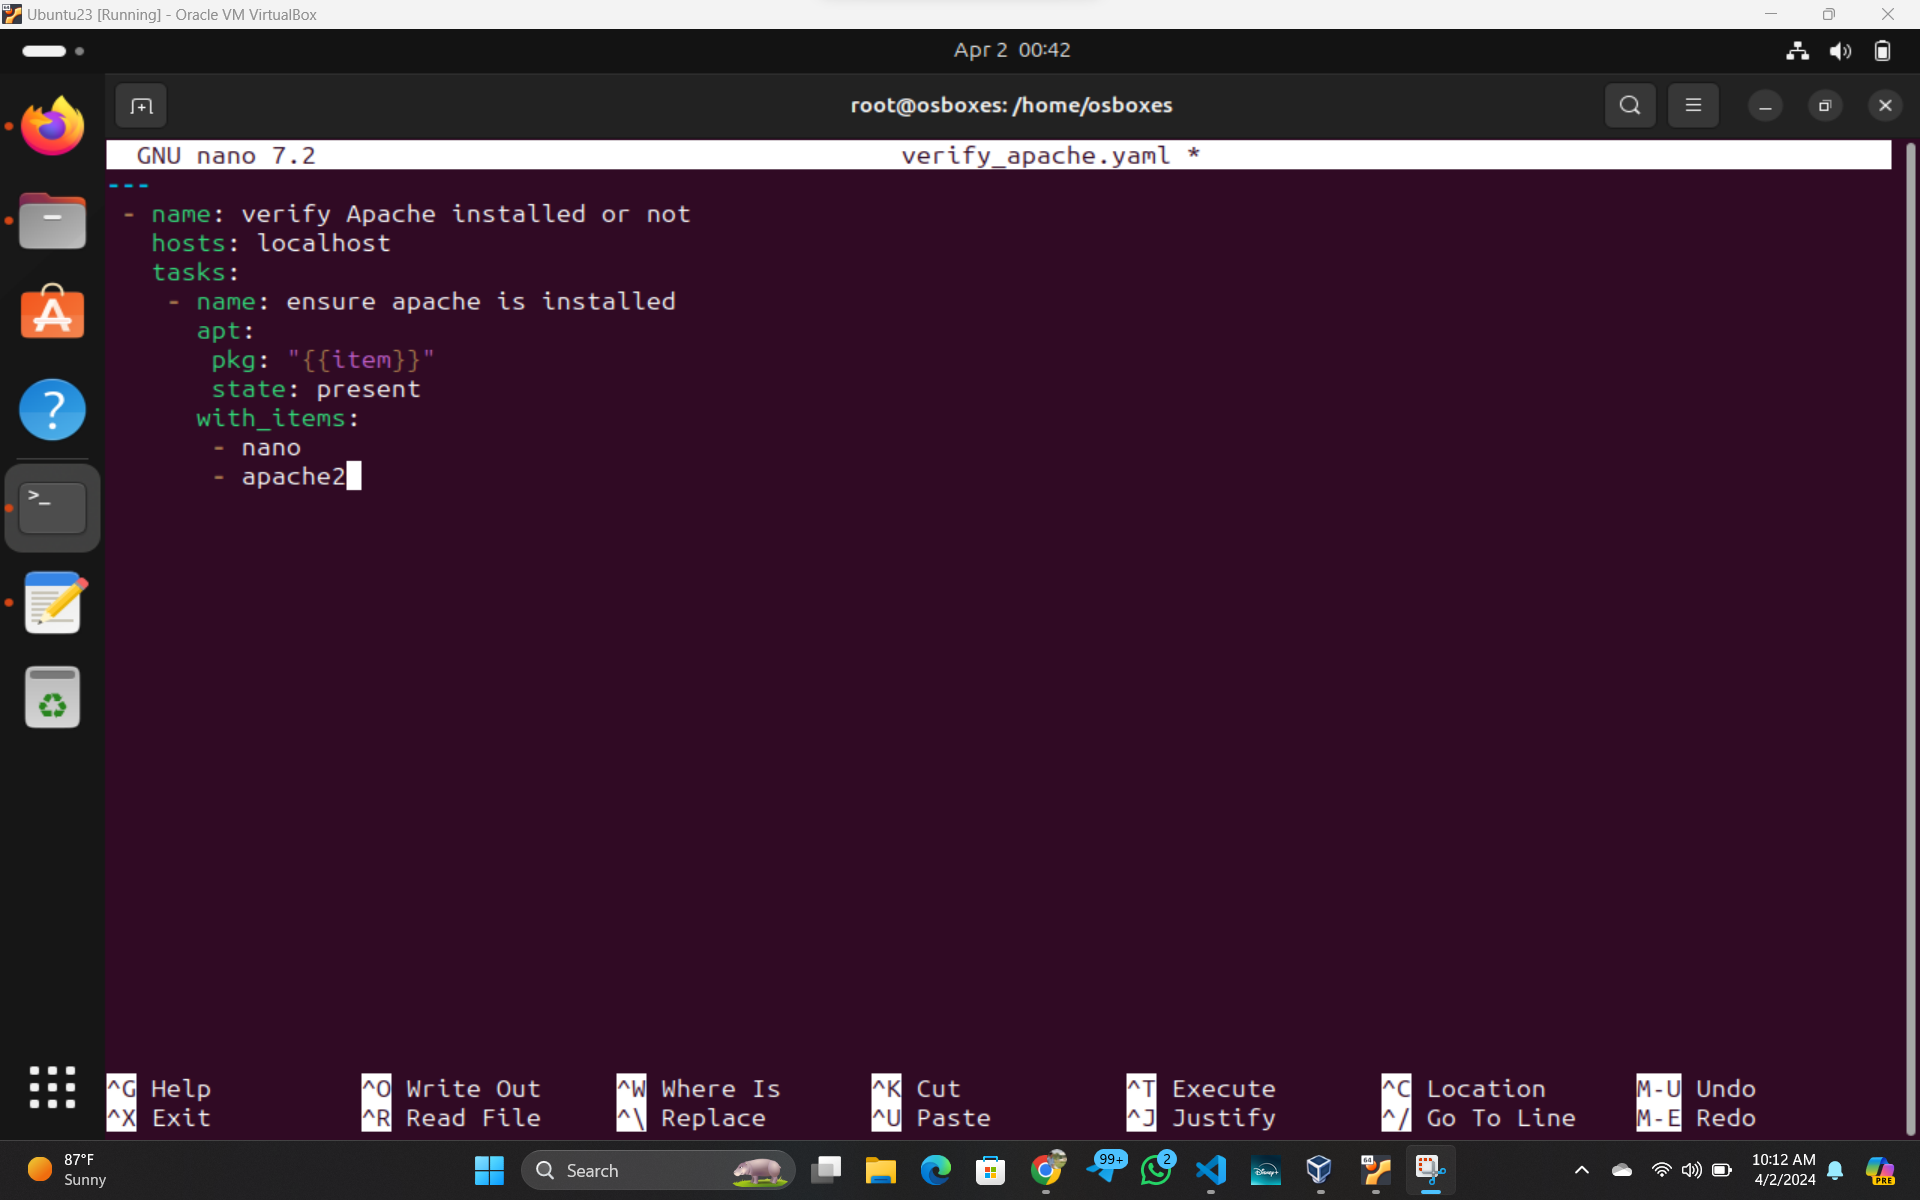 Ubuntu23 [Running] - Oracle VM VirtualBox
Apr 2 00:42
root@osboxes: /home/osboxes
GNU nano 7.2 verify_apache.yaml *
---
- name: verify Apache installed or not
hosts: localhost
tasks:
- name: ensure apache is installed
apt:
pkg: "{{item}}"
state: present
with_items:
- nano
- apache2
^G Help ^O Write Out ^W Where Is ^K Cut ^T Execute ^C Location M-U Undo
^X Exit ^R Read File ^\ Replace ^U Paste ^J Justify ^/ Go To Line M-E Redo
87°F
Sunny
Search
99+
2
Disney+
64
10:12 AM
4/2/2024
PRE